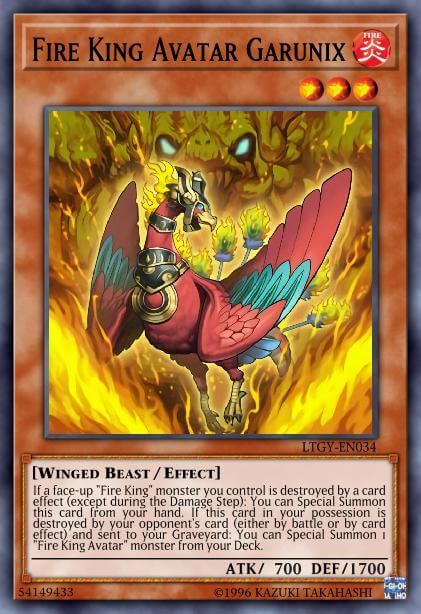 FIRE KING AVATAR GARUNIX
FIRE
炎
LTGY-EN034
[WINGED BEAST / EFFECT]
If a face-up "Fire King" monster you control is destroyed by a card
effect (except during the Damage Step): You can Special Summon
this card from your hand. If this card in your possession is
destroyed by your opponent's card (either by battle or by card
effect) and sent to your Graveyard: You can Special Summon 1
"Fire King Avatar" monster from your Deck.
ATK/ 700 DEF/1700
54149433
©1996 KAZUKI TAKAHASHI